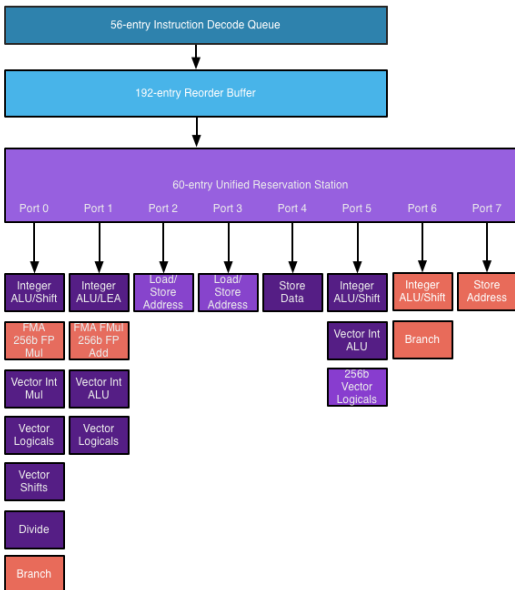 56-entry Instruction Decode Queue
192-entry Reorder Buffer
60-entry Unified Reservation Station
Port 0 Port 1 Port 2 Port 3 Port 4 Port 5 Port 6 Port 7
Integer
ALU/Shift
Integer
ALU/LEA
Load/
Store
Address
Load/
Store
Address
Store
Data
Integer
ALU/Shift
Integer
ALU/Shift
Store
Address
FMA
256b FP
Mul
FMA FMul
256b FP
Add
Vector Int
ALU
Branch
Vector Int
Mul
Vector Int
ALU
256b
Vector
Logicals
Vector
Logicals
Vector
Logicals
Vector
Shifts
Divide
Branch